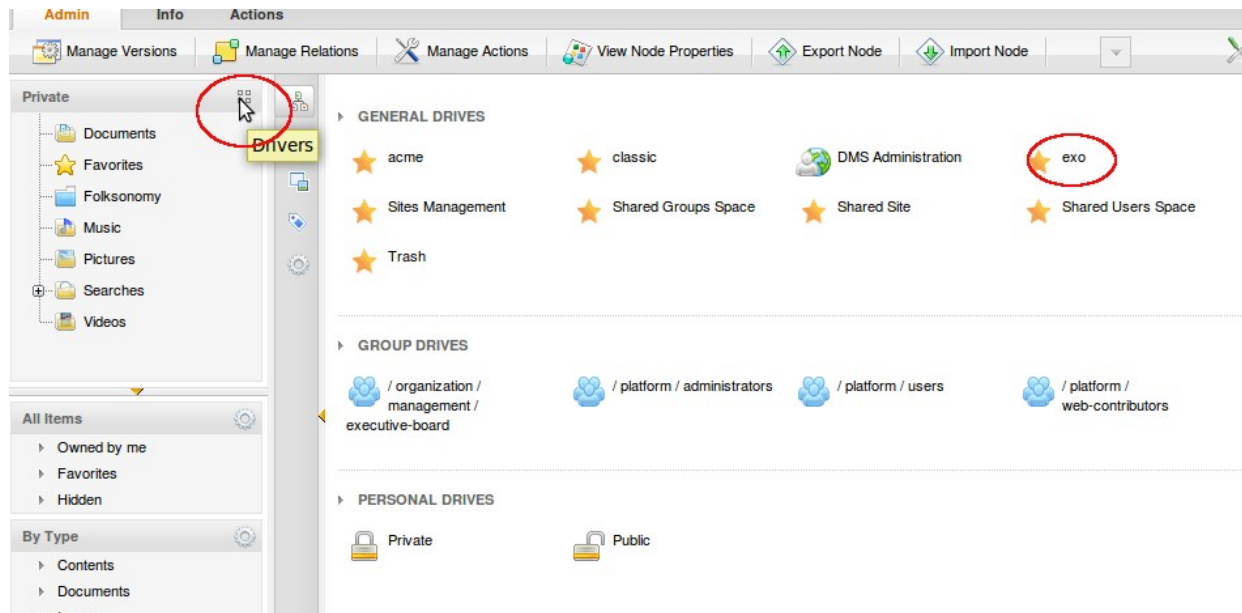 Admin Info Actions
Manage Versions Manage Relations Manage Actions View Node Properties Export Node Import Node
Private
Documents
Favorites
Folksonomy
Music
Pictures
Searches
Videos
Drivers
All Items
Owned by me
Favorites
Hidden
By Type
Contents
Documents
GENERAL DRIVES
acme classic DMS Administration exo
Sites Management Shared Groups Space Shared Site Shared Users Space
Trash
GROUP DRIVES
/ organization /
management /
executive-board
/ platform / administrators
/ platform / users
/ platform /
web-contributors
PERSONAL DRIVES
Private Public